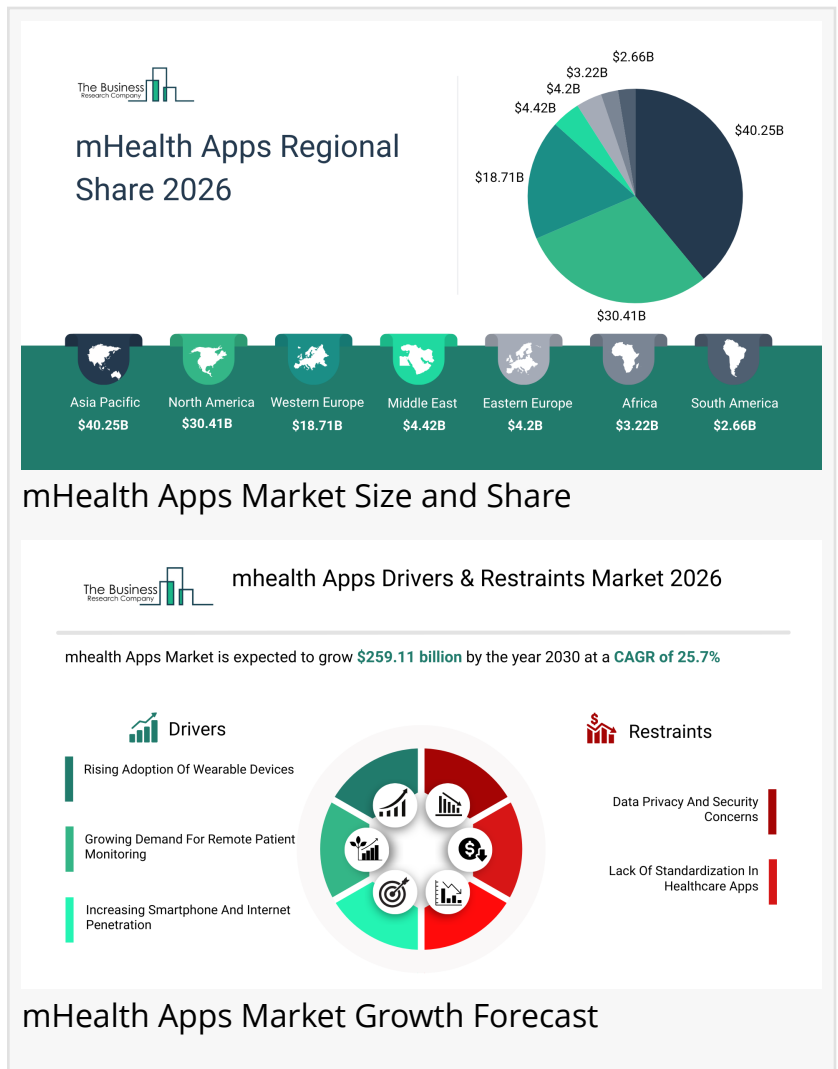 The Business
Research Company
mHealth Apps Regional
Share 2026
$2.66B
$3.22B
$4.2B
$4.42B
$40.25B
$18.71B
$30.41B
Asia Pacific
$40.25B
North America
$30.41B
Western Europe
$18.71B
Middle East
$4.42B
Eastern Europe
$4.2B
Africa
$3.22B
South America
$2.66B
mHealth Apps Market Size and Share
The Business
Research Company
mhealth Apps Drivers & Restraints Market 2026
mhealth Apps Market is expected to grow $259.11 billion by the year 2030 at a CAGR of 25.7%
Drivers
Rising Adoption Of Wearable Devices
Growing Demand For Remote Patient
Monitoring
Increasing Smartphone And Internet
Penetration
$
$
Restraints
Data Privacy And Security
Concerns
Lack Of Standardization In
Healthcare Apps
mHealth Apps Market Growth Forecast